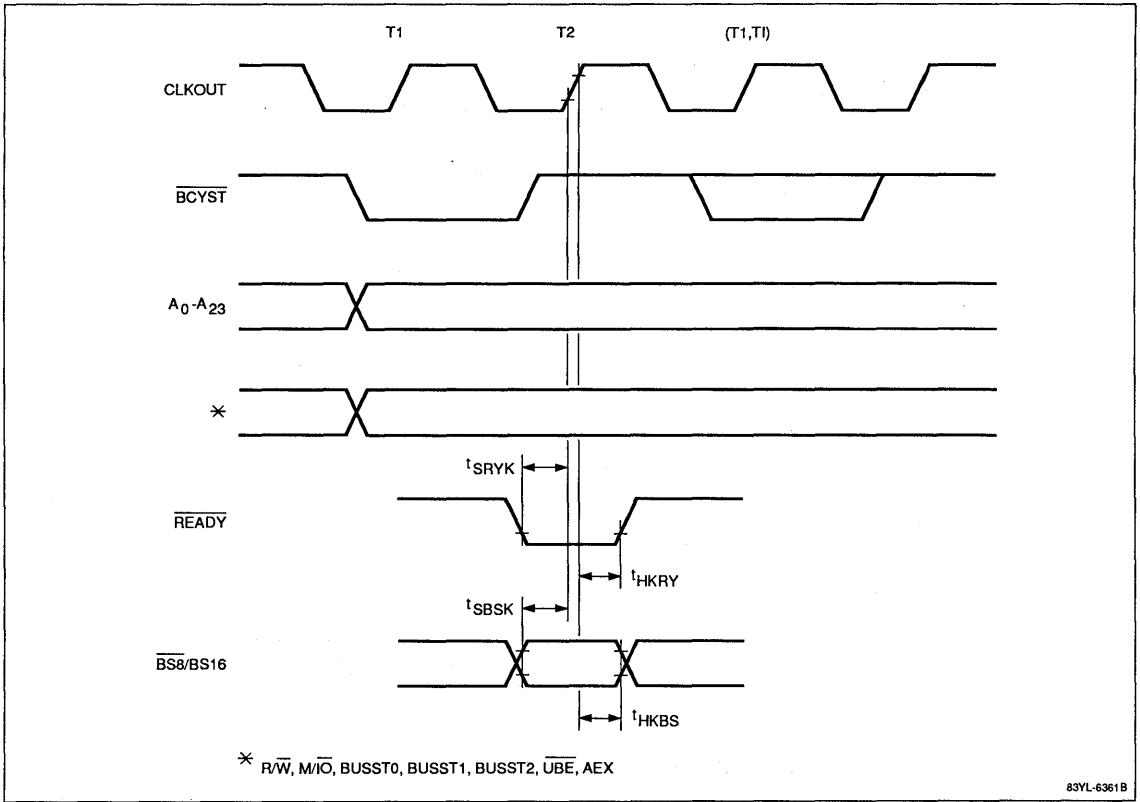 T1 T2 (T1,TI)
CLKOUT
BCYST
A0-A23
*
tSRYK
READY
tHKRY
tSBSK
BS8/BS16
tHKBS
* R/W, M/IO, BUSST0, BUSST1, BUSST2, UBE, AEX
83YL-6361B